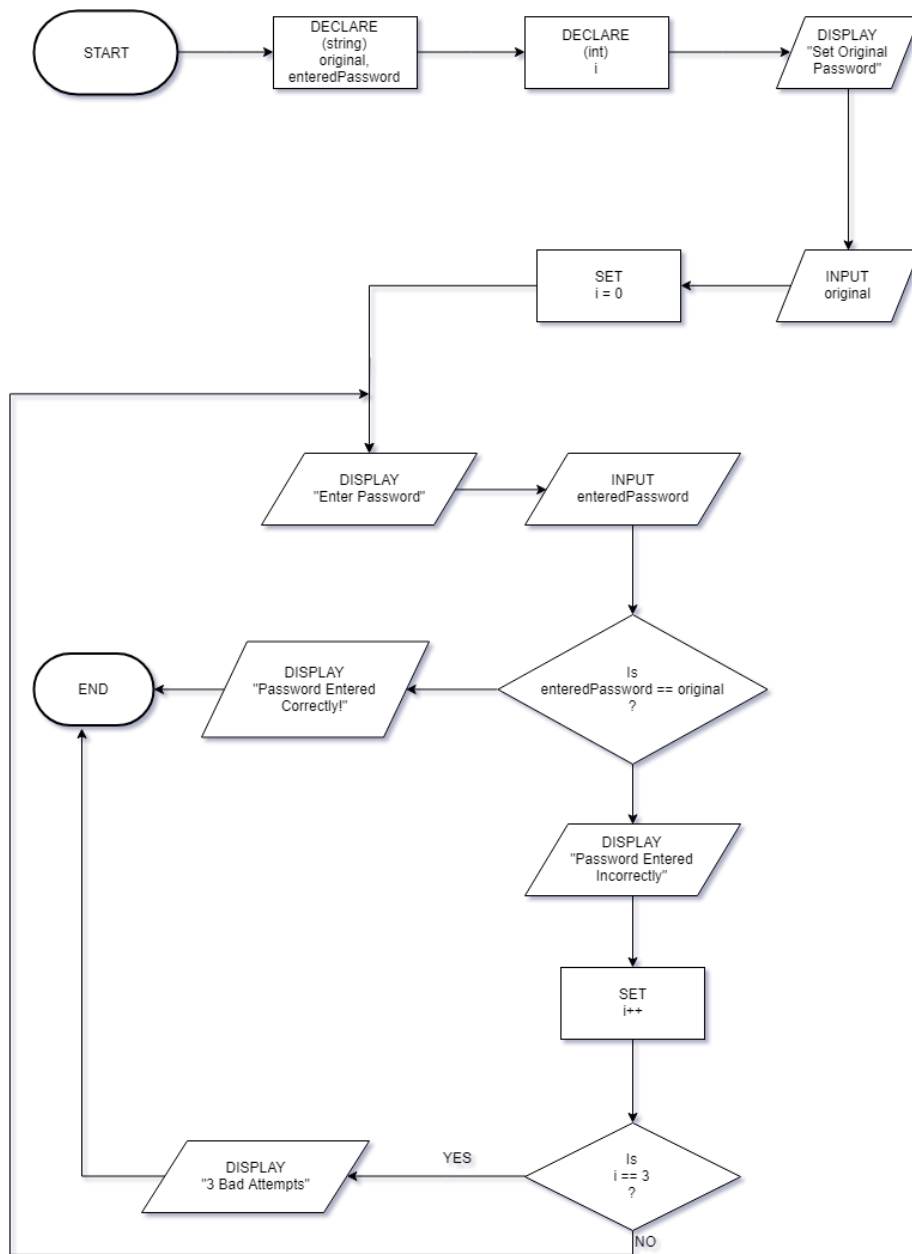 START
DECLARE
(string)
original,
enteredPassword
DECLARE
(int)
i
DISPLAY
"Set Original
Password"
INPUT
original
SET
i = 0
DISPLAY
"Enter Password"
INPUT
enteredPassword
Is
enteredPassword == original
?
DISPLAY
"Password Entered
Correctly!"
END
DISPLAY
"Password Entered
Incorrectly"
SET
i++
Is
i == 3
?
YES
DISPLAY
"3 Bad Attempts"
NO